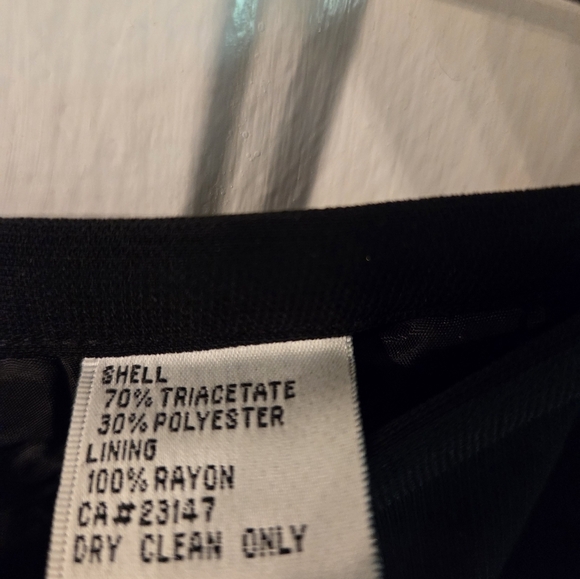 SHELL
70% TRIACETATE
30% POLYESTER
LINING
100% RAYON
CA#23147
DRY CLEAN ONLY